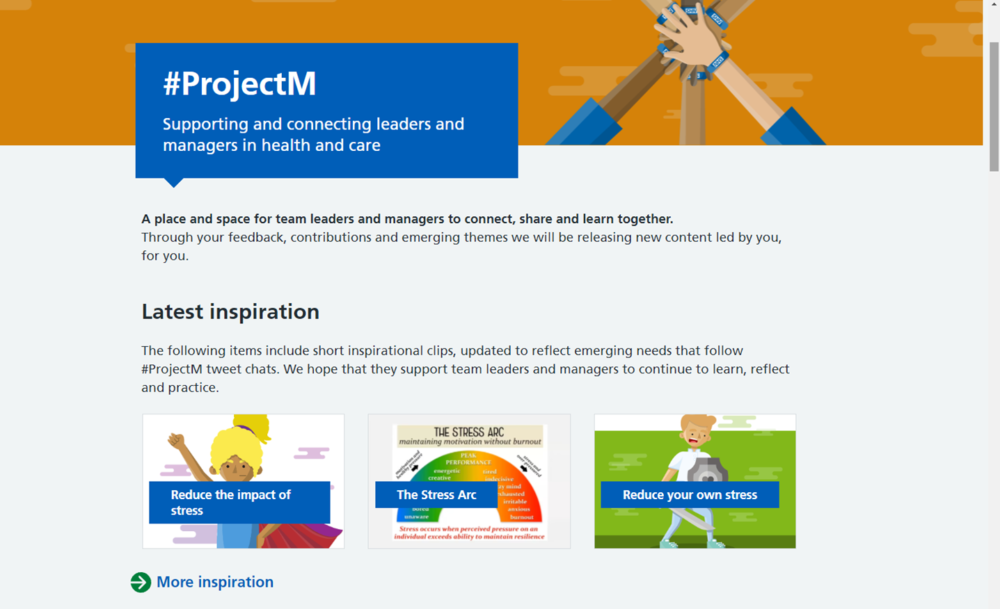 NHS
NHS
NHS
#ProjectM
Supporting and connecting leaders and
managers in health and care
A place and space for team leaders and managers to connect, share and learn together.
Through your feedback, contributions and emerging themes we will be releasing new content led by you,
for you.
Latest inspiration
The following items include short inspirational clips, updated to reflect emerging needs that follow
#ProjectM tweet chats. We hope that they support team leaders and managers to continue to learn, reflect
and practice.
Reduce the impact of
stress
THE STRESS ARC
maintaining motivation without burnout
motivation and
healthy pressure
stress and
over pressured
PEAK
PERFORMANCE
energetic
creative
bored
unaware
tired
indecisive
mind
exhausted
irritable
anxious
burnout
Stress occurs when perceived pressure on an
individual exceeds ability to maintain resilience
The Stress Arc
Reduce your own stress
More inspiration